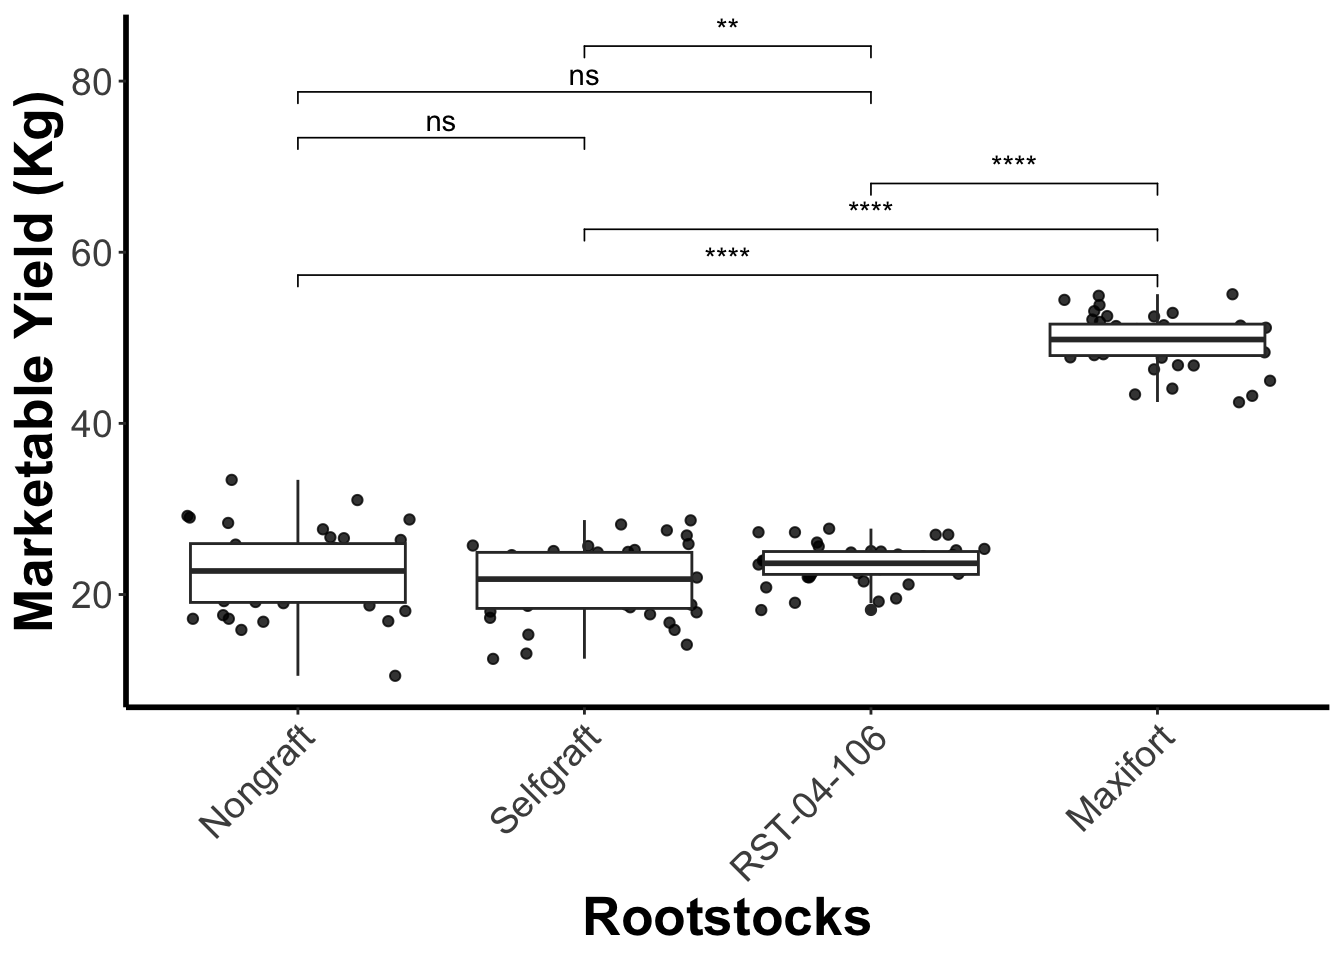 **
80
ns
ns
****
****
60
****
40
20
Marketable Yield (Kg)
Nongraft
Selfgraft
RST-04-106
Maxifort
Rootstocks